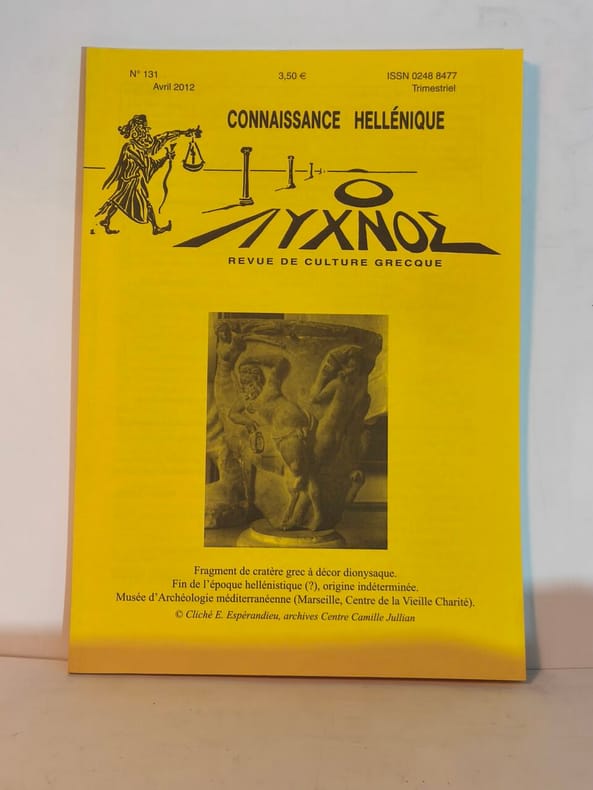 N° 131 3,50 € ISSN 0248 8477
Avril 2012 Trimestriel
CONNAISSANCE HELLÉNIQUE
Ο
ΛΥΧΝΟΣ
REVUE DE CULTURE GRECQUE
Fragment de cratère grec à décor dionysaque.
Fin de l'époque hellénistique (?), origine indéterminée.
Musée d'Archéologie méditerranéenne (Marseille, Centre de la Vieille Charité).
© Cliché E. Espérandieu, archives Centre Camille Jullian